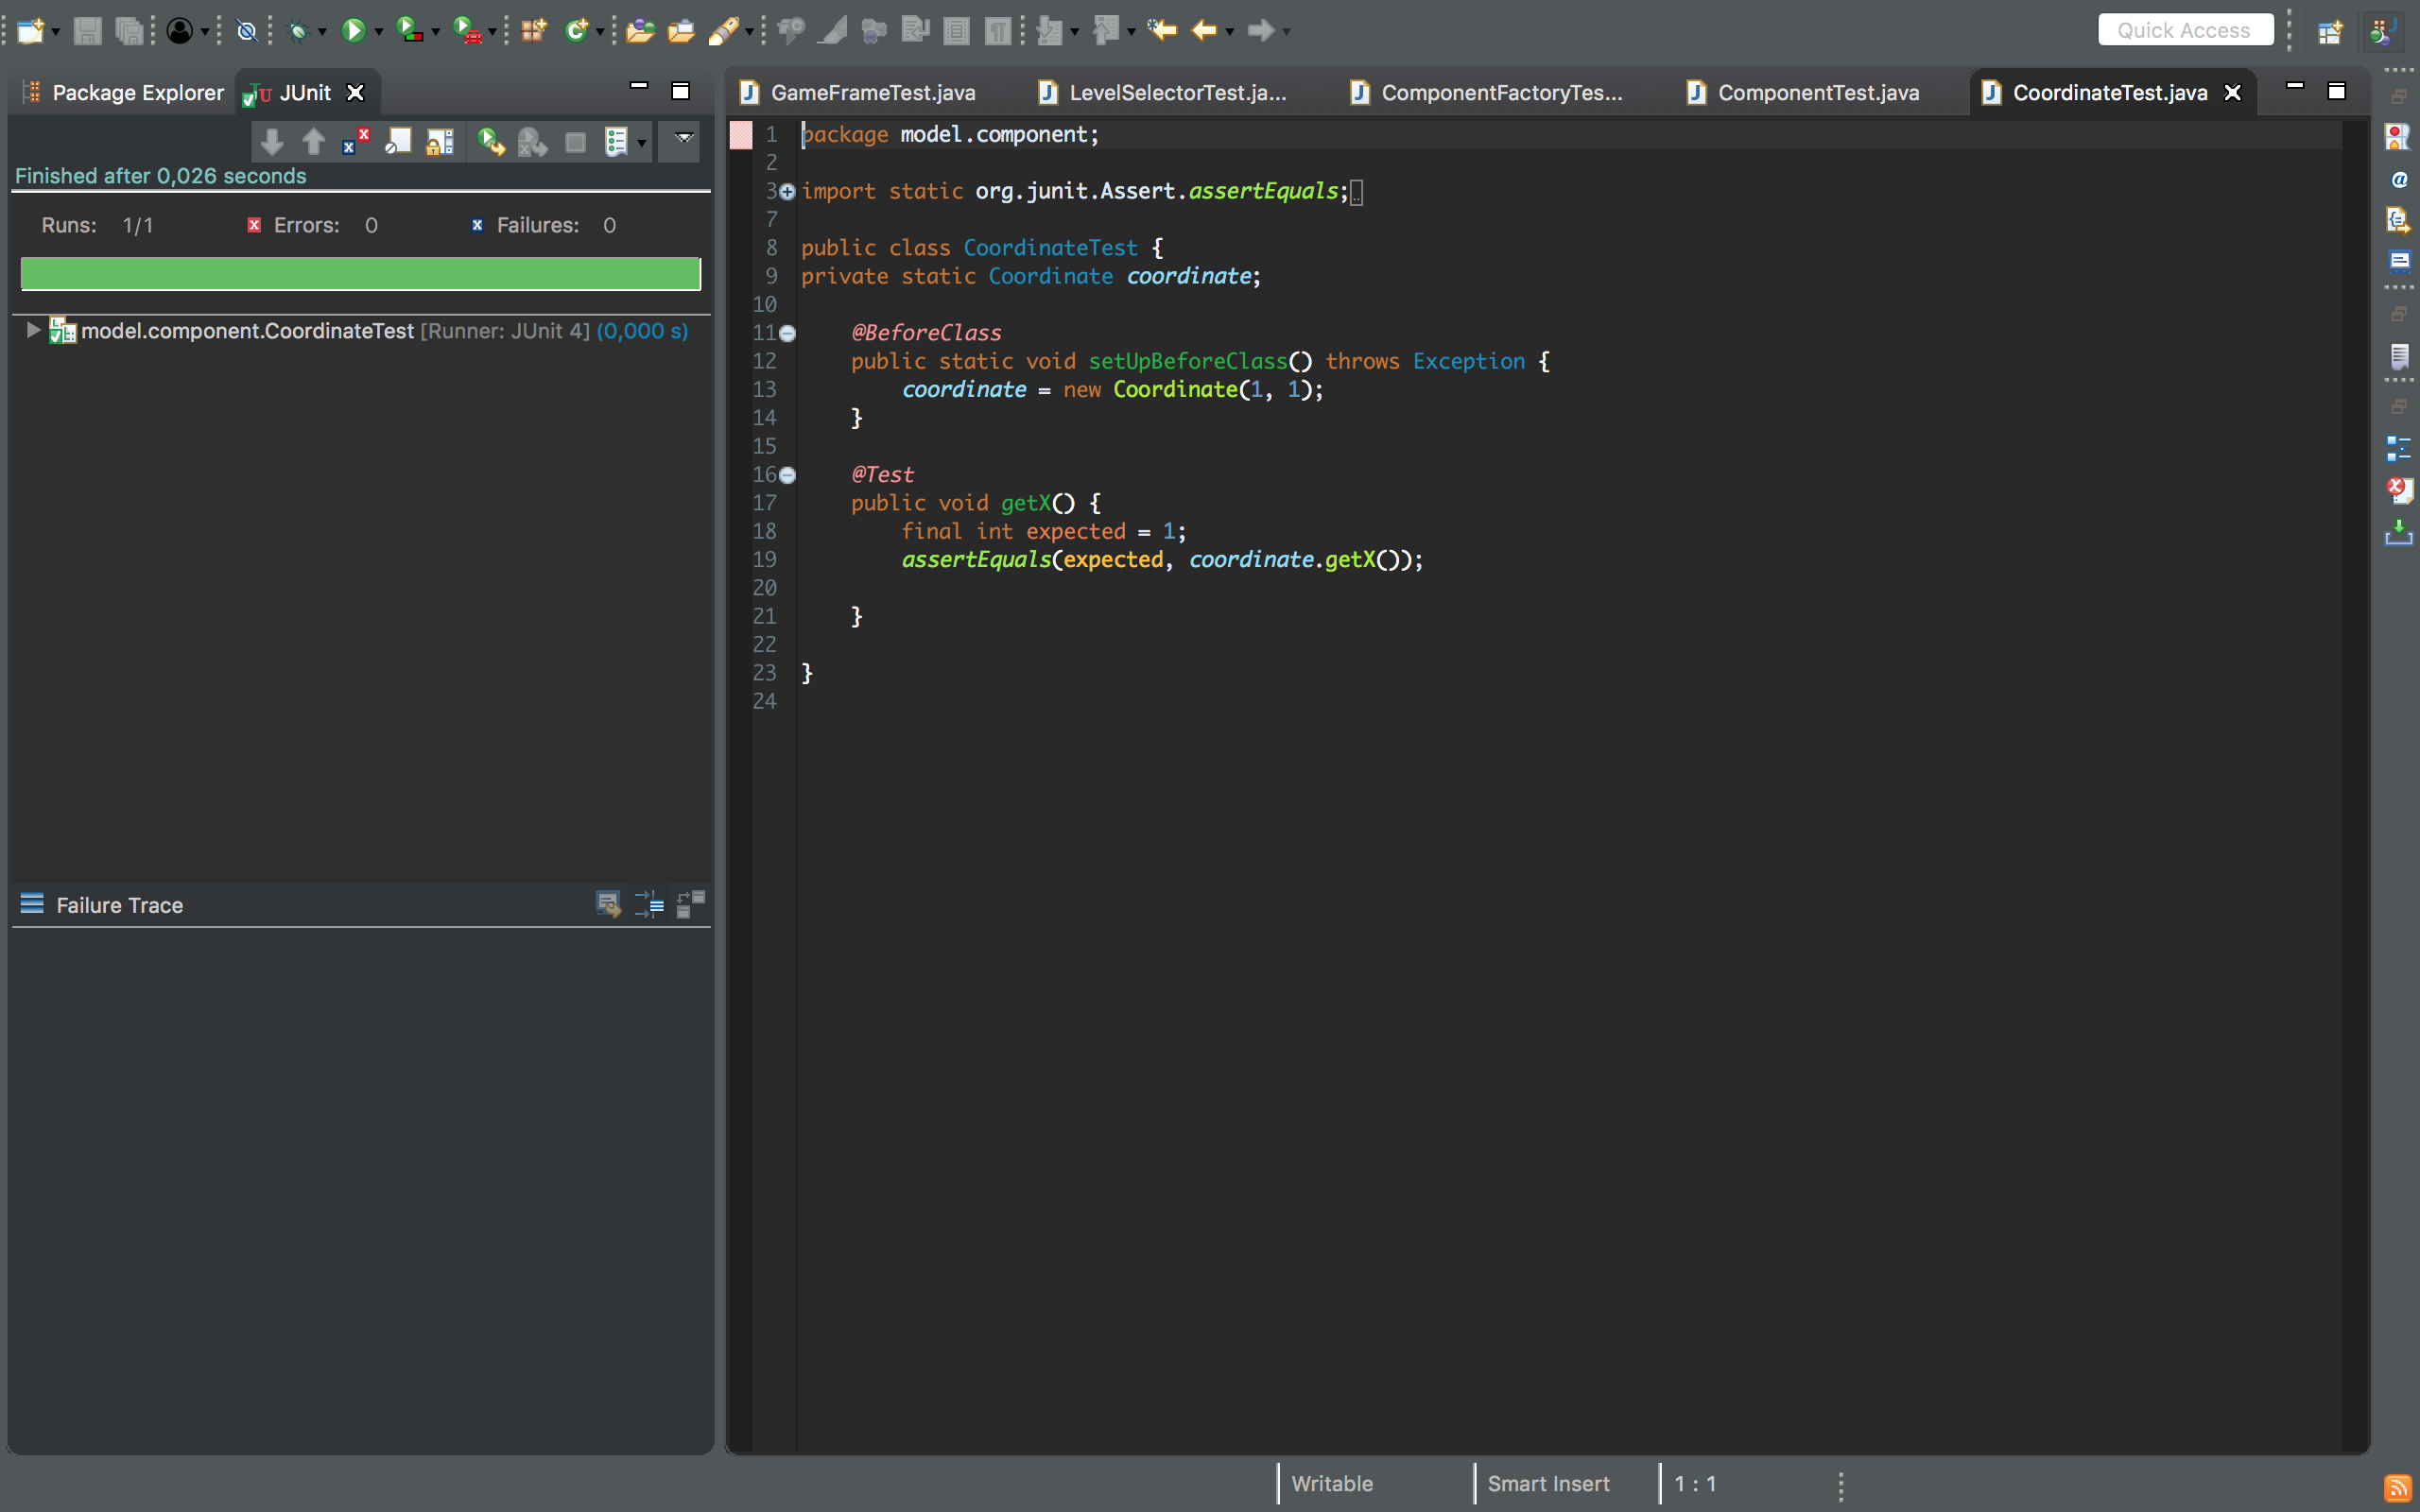 Quick Access
Package Explorer
JUnit
Finished after 0,026 seconds
Runs: 1/1 Errors: 0 Failures: 0
model.component.CoordinateTest [Runner: JUnit 4] (0,000 s)
Failure Trace
GameFrameTest.java LevelSelectorTest.ja... ComponentFactoryTes... ComponentTest.java CoordinateTest.java
1 package model.component;
2
3 import static org.junit.Assert.assertEquals;
7
8 public class CoordinateTest {
9 private static Coordinate coordinate;
10
11 @BeforeClass
12 public static void setUpBeforeClass() throws Exception {
13 coordinate = new Coordinate(1, 1);
14 }
15
16 @Test
17 public void getX() {
18 final int expected = 1;
19 assertEquals(expected, coordinate.getX());
20
21 }
22
23 }
24
Writable Smart Insert 1 : 1